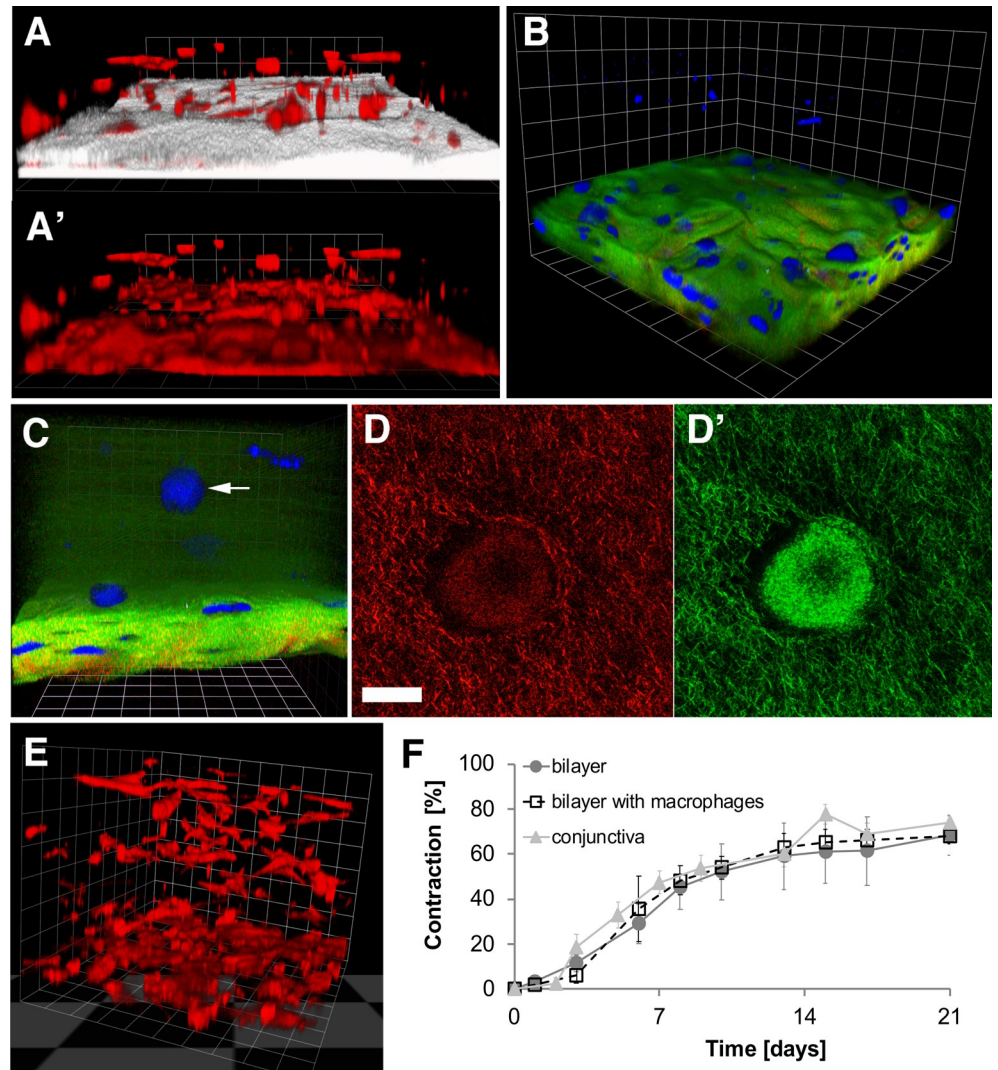 A
B
A'
C
D
D'
E
F
bilayer
bilayer with macrophages
conjunctiva
Contraction [%]
100
80
60
40
20
0
0 7 14 21
Time [days]